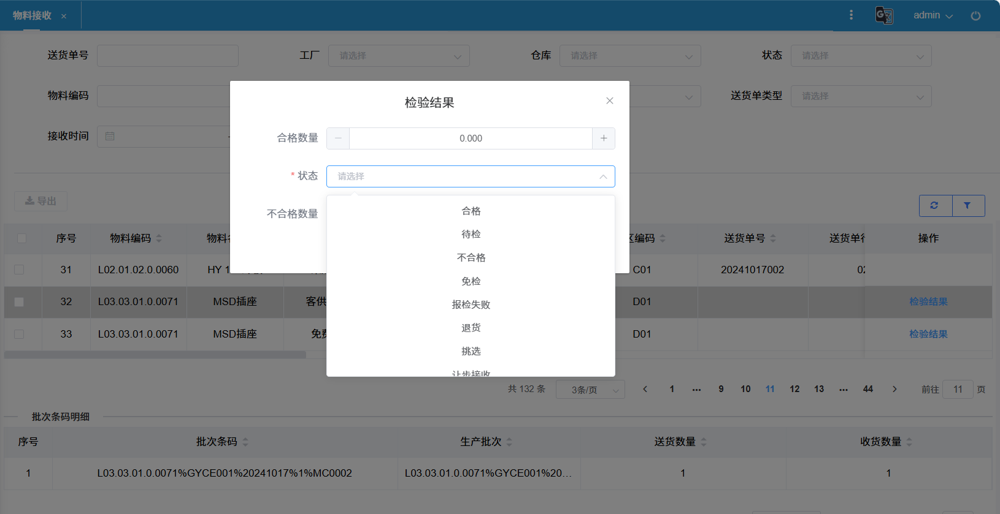 物料接收 ×
admin
送货单号
工厂 请选择
仓库 请选择
状态 请选择
物料编码
送货单类型 请选择
接收时间
检验结果
合格数量 0.000
* 状态 请选择
不合格数量
合格
待检
不合格
免检
报检失败
退货
挑选
让步接收
导出
序号 物料编码 物料 区编码 送货单号 送货单行 操作
31 L02.01.02.0.0060 HY 1 C01 20241017002 02
32 L03.03.01.0.0071 MSD插座 客供 D01 检验结果
33 L03.03.01.0.0071 MSD插座 免费 D01 检验结果
共 132 条 3条/页 1 ... 9 10 11 12 13 ... 44 前往 11 页
批次条码明细
序号 批次条码 生产批次 送货数量 收货数量
1 L03.03.01.0.0071%GYCE001%20241017%1%MC0002 L03.03.01.0.0071%GYCE001%20... 1 1